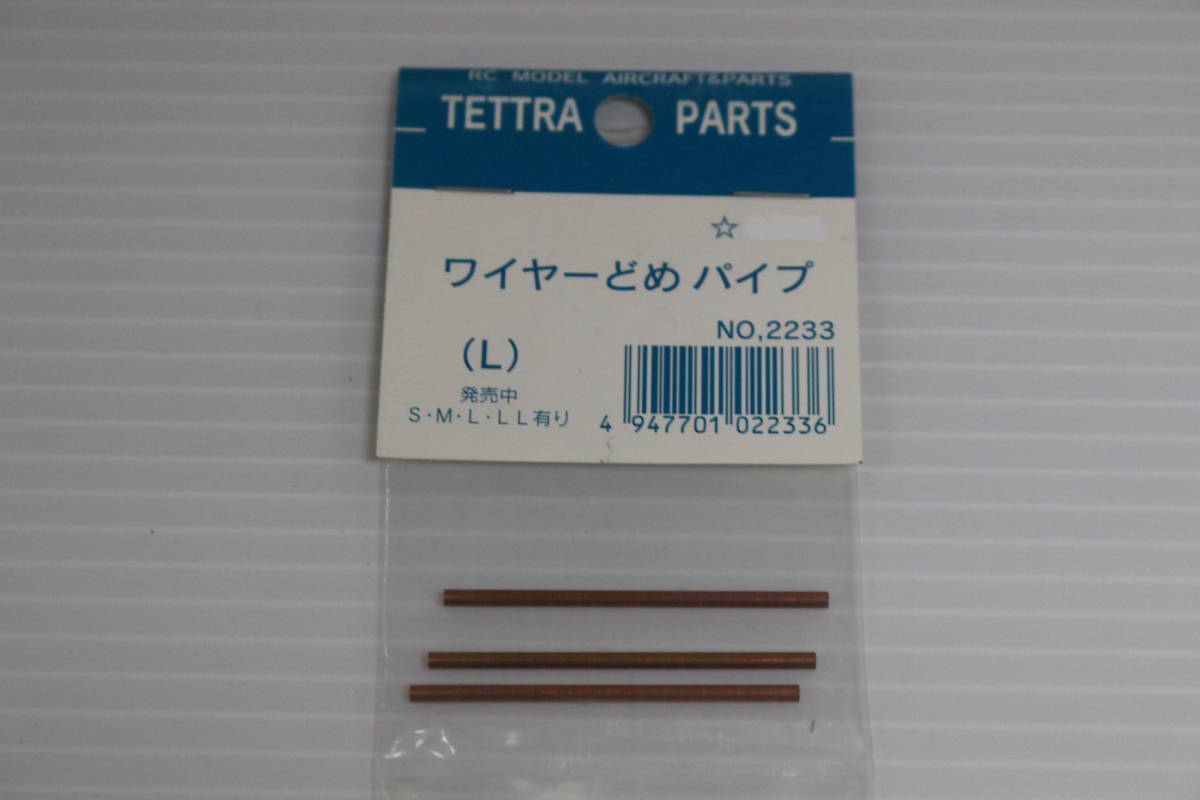 RC MODEL AIRCRAFT&PARTS
TETTRA PARTS
☆
ワイヤーどめ パイプ
NO,2233
(L)
発売中
S・M・L・LL有り
4 947701 022336